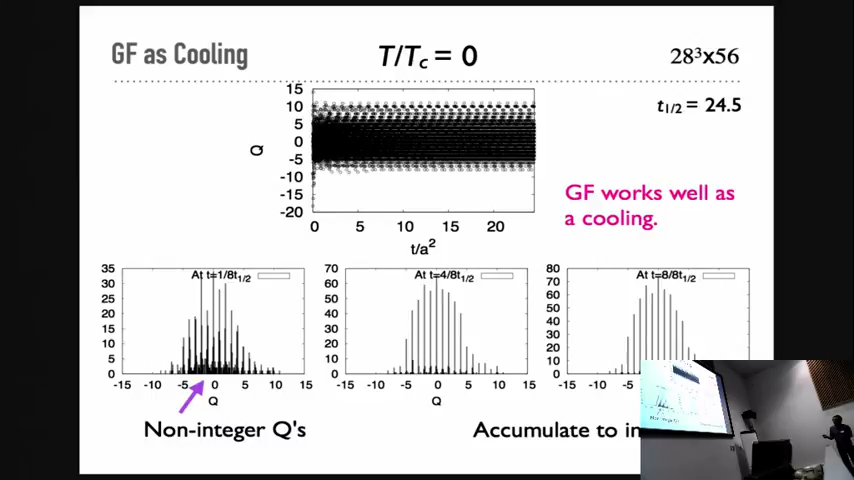 GF as Cooling
T/Tc = 0
28³x56
t1/2 = 24.5
15
10
5
0
-5
-10
-15
-20
Q
0 5 10 15 20
t/a²
GF works well as
a cooling.
35
30
25
20
15
10
5
0
At t=1/8t1/2
-15 -10 -5 0 5 10 15
Q
70
60
50
40
30
20
10
0
At t=4/8t1/2
-15 -10 -5 0 5 10 15
Q
80
70
60
50
40
30
20
10
0
At t=8/8t1/2
-15 -10
Non-integer Q's
Accumulate to in